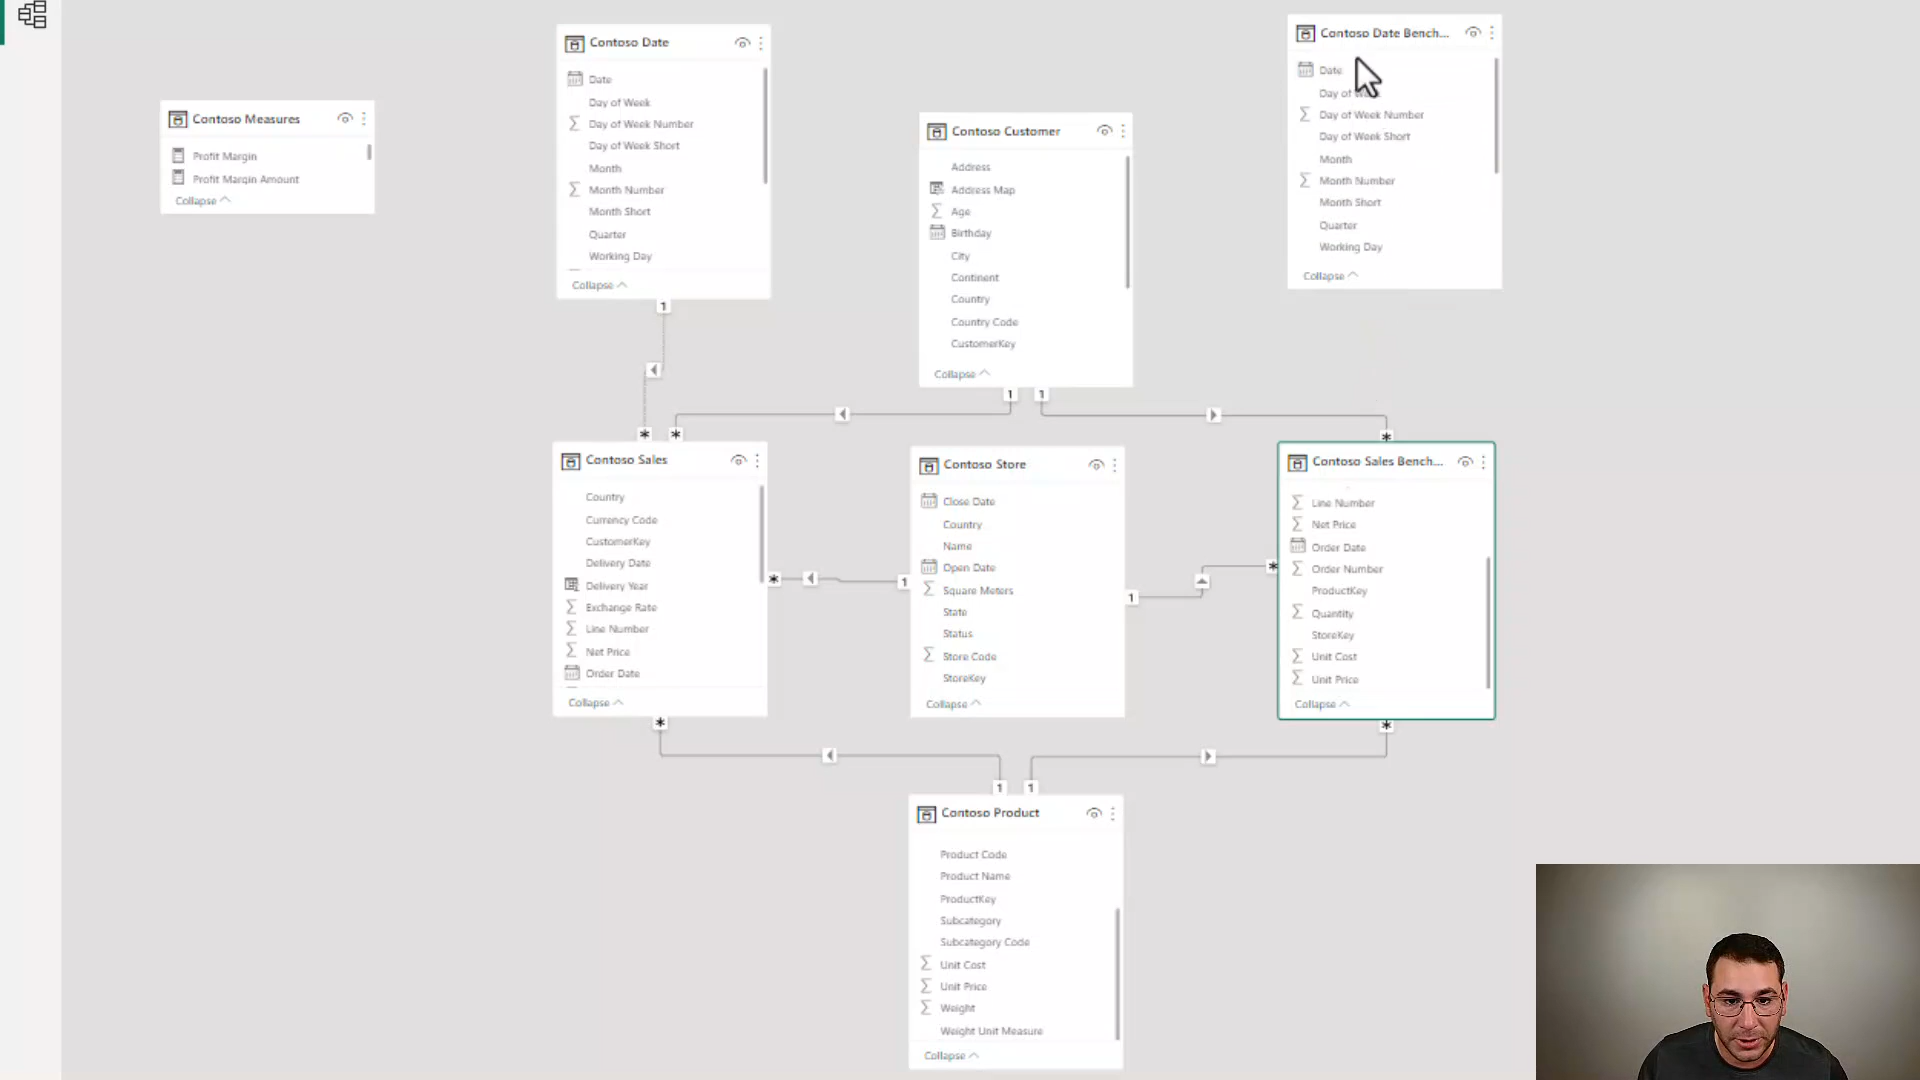 Contoso Measures
Profit Margin
Profit Margin Amount
Collapse
Contoso Date
Date
Day of Week
Day of Week Number
Day of Week Short
Month
Month Number
Month Short
Quarter
Working Day
Collapse
1
Contoso Customer
Address
Address Map
Age
Birthday
City
Continent
Country
Country Code
CustomerKey
Collapse
1
1
Contoso Date Bench...
Date
Day of
Day of Week Number
Day of Week Short
Month
Month Number
Month Short
Quarter
Working Day
Collapse
*
*
*
Contoso Sales
Country
Currency Code
CustomerKey
Delivery Date
Delivery Year
Exchange Rate
Line Number
Net Price
Order Date
Collapse
*
*
Contoso Store
Close Date
Country
Name
Open Date
Square Meters
State
Status
Store Code
StoreKey
Collapse
1
1
Contoso Sales Bench...
Line Number
Net Price
Order Date
Order Number
ProductKey
Quantity
StoreKey
Unit Cost
Unit Price
Collapse
*
*
1
1
Contoso Product
Product Code
Product Name
ProductKey
Subcategory
Subcategory Code
Unit Cost
Unit Price
Weight
Weight Unit Measure
Collapse